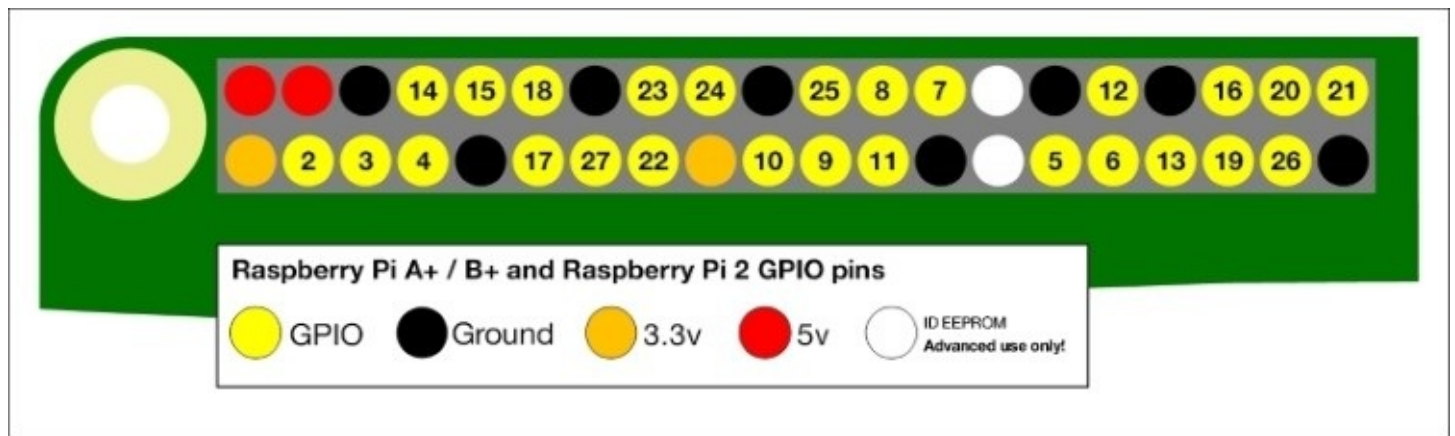 14 15 18 23 24 25 8 7 12 16 20 21
2 3 4 17 27 22 10 9 11 5 6 13 19 26
Raspberry Pi A+ / B+ and Raspberry Pi 2 GPIO pins
GPIO Ground 3.3v 5v ID EEPROM
Advanced use only!